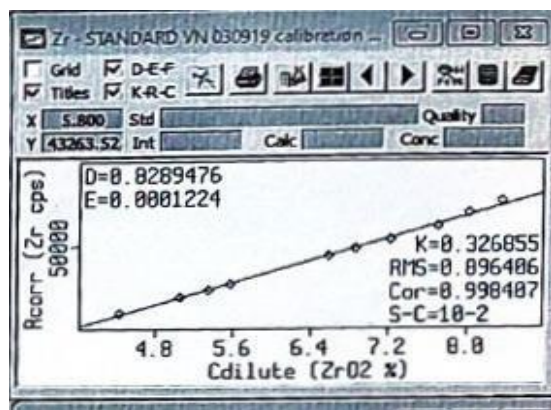 Zr - STANDARD VN 030919 calibration ...
Grid D-E-F
Titles K-R-C
X 5.800 Std Quality
Y 43263.52 Int Calc Conc
D=0.8289476
E=0.0001224
Rcorr (Zr cps)
50000
K=0.326855
RMS=0.096406
Cor=0.998407
S-C=10-2
4.8 5.6 6.4 7.2 8.0
Cdilute (ZrO2 %)